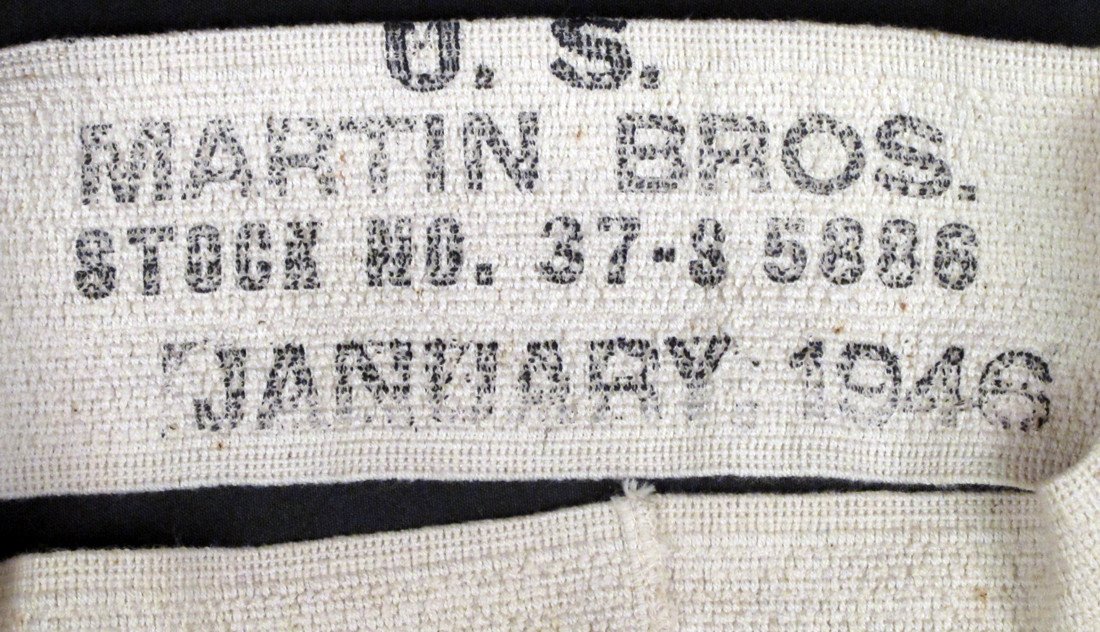 U. S.
MARTIN BROS.
STOCK NO. 37-S 5886
JANUARY. 1946